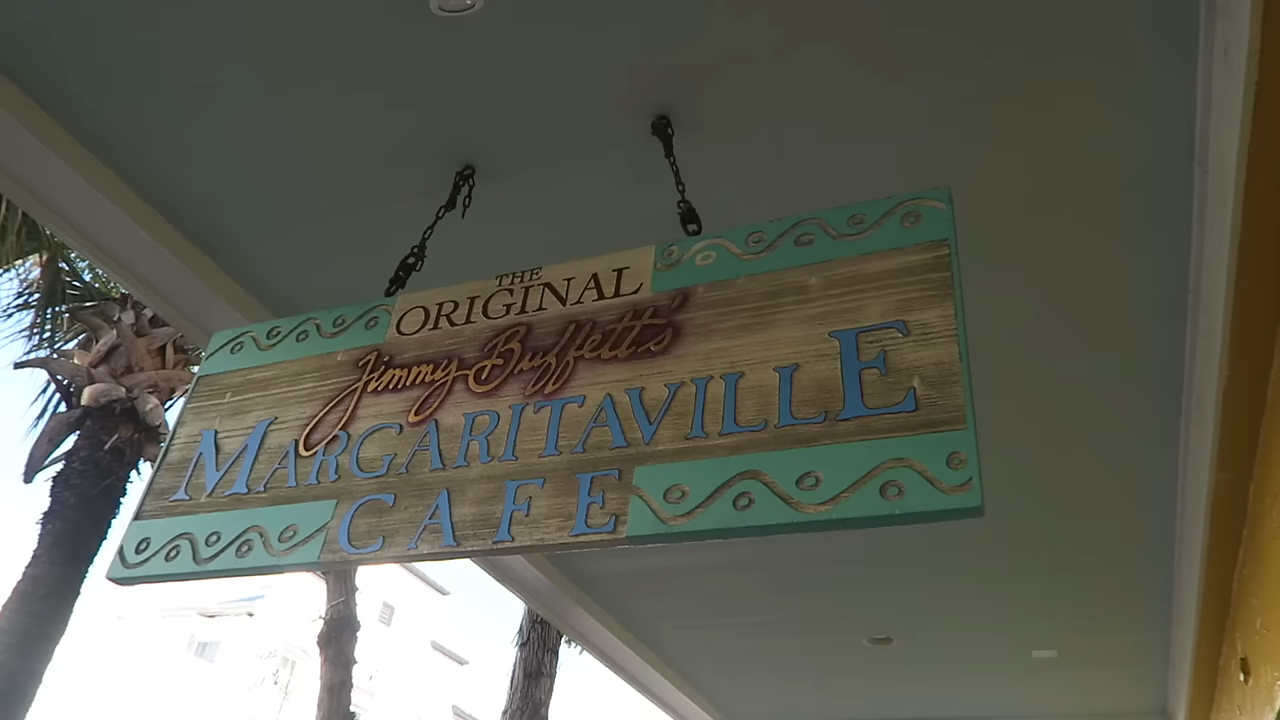 THE
ORIGINAL
Jimmy Buffett's
MARGARITAVILLE
CAFE